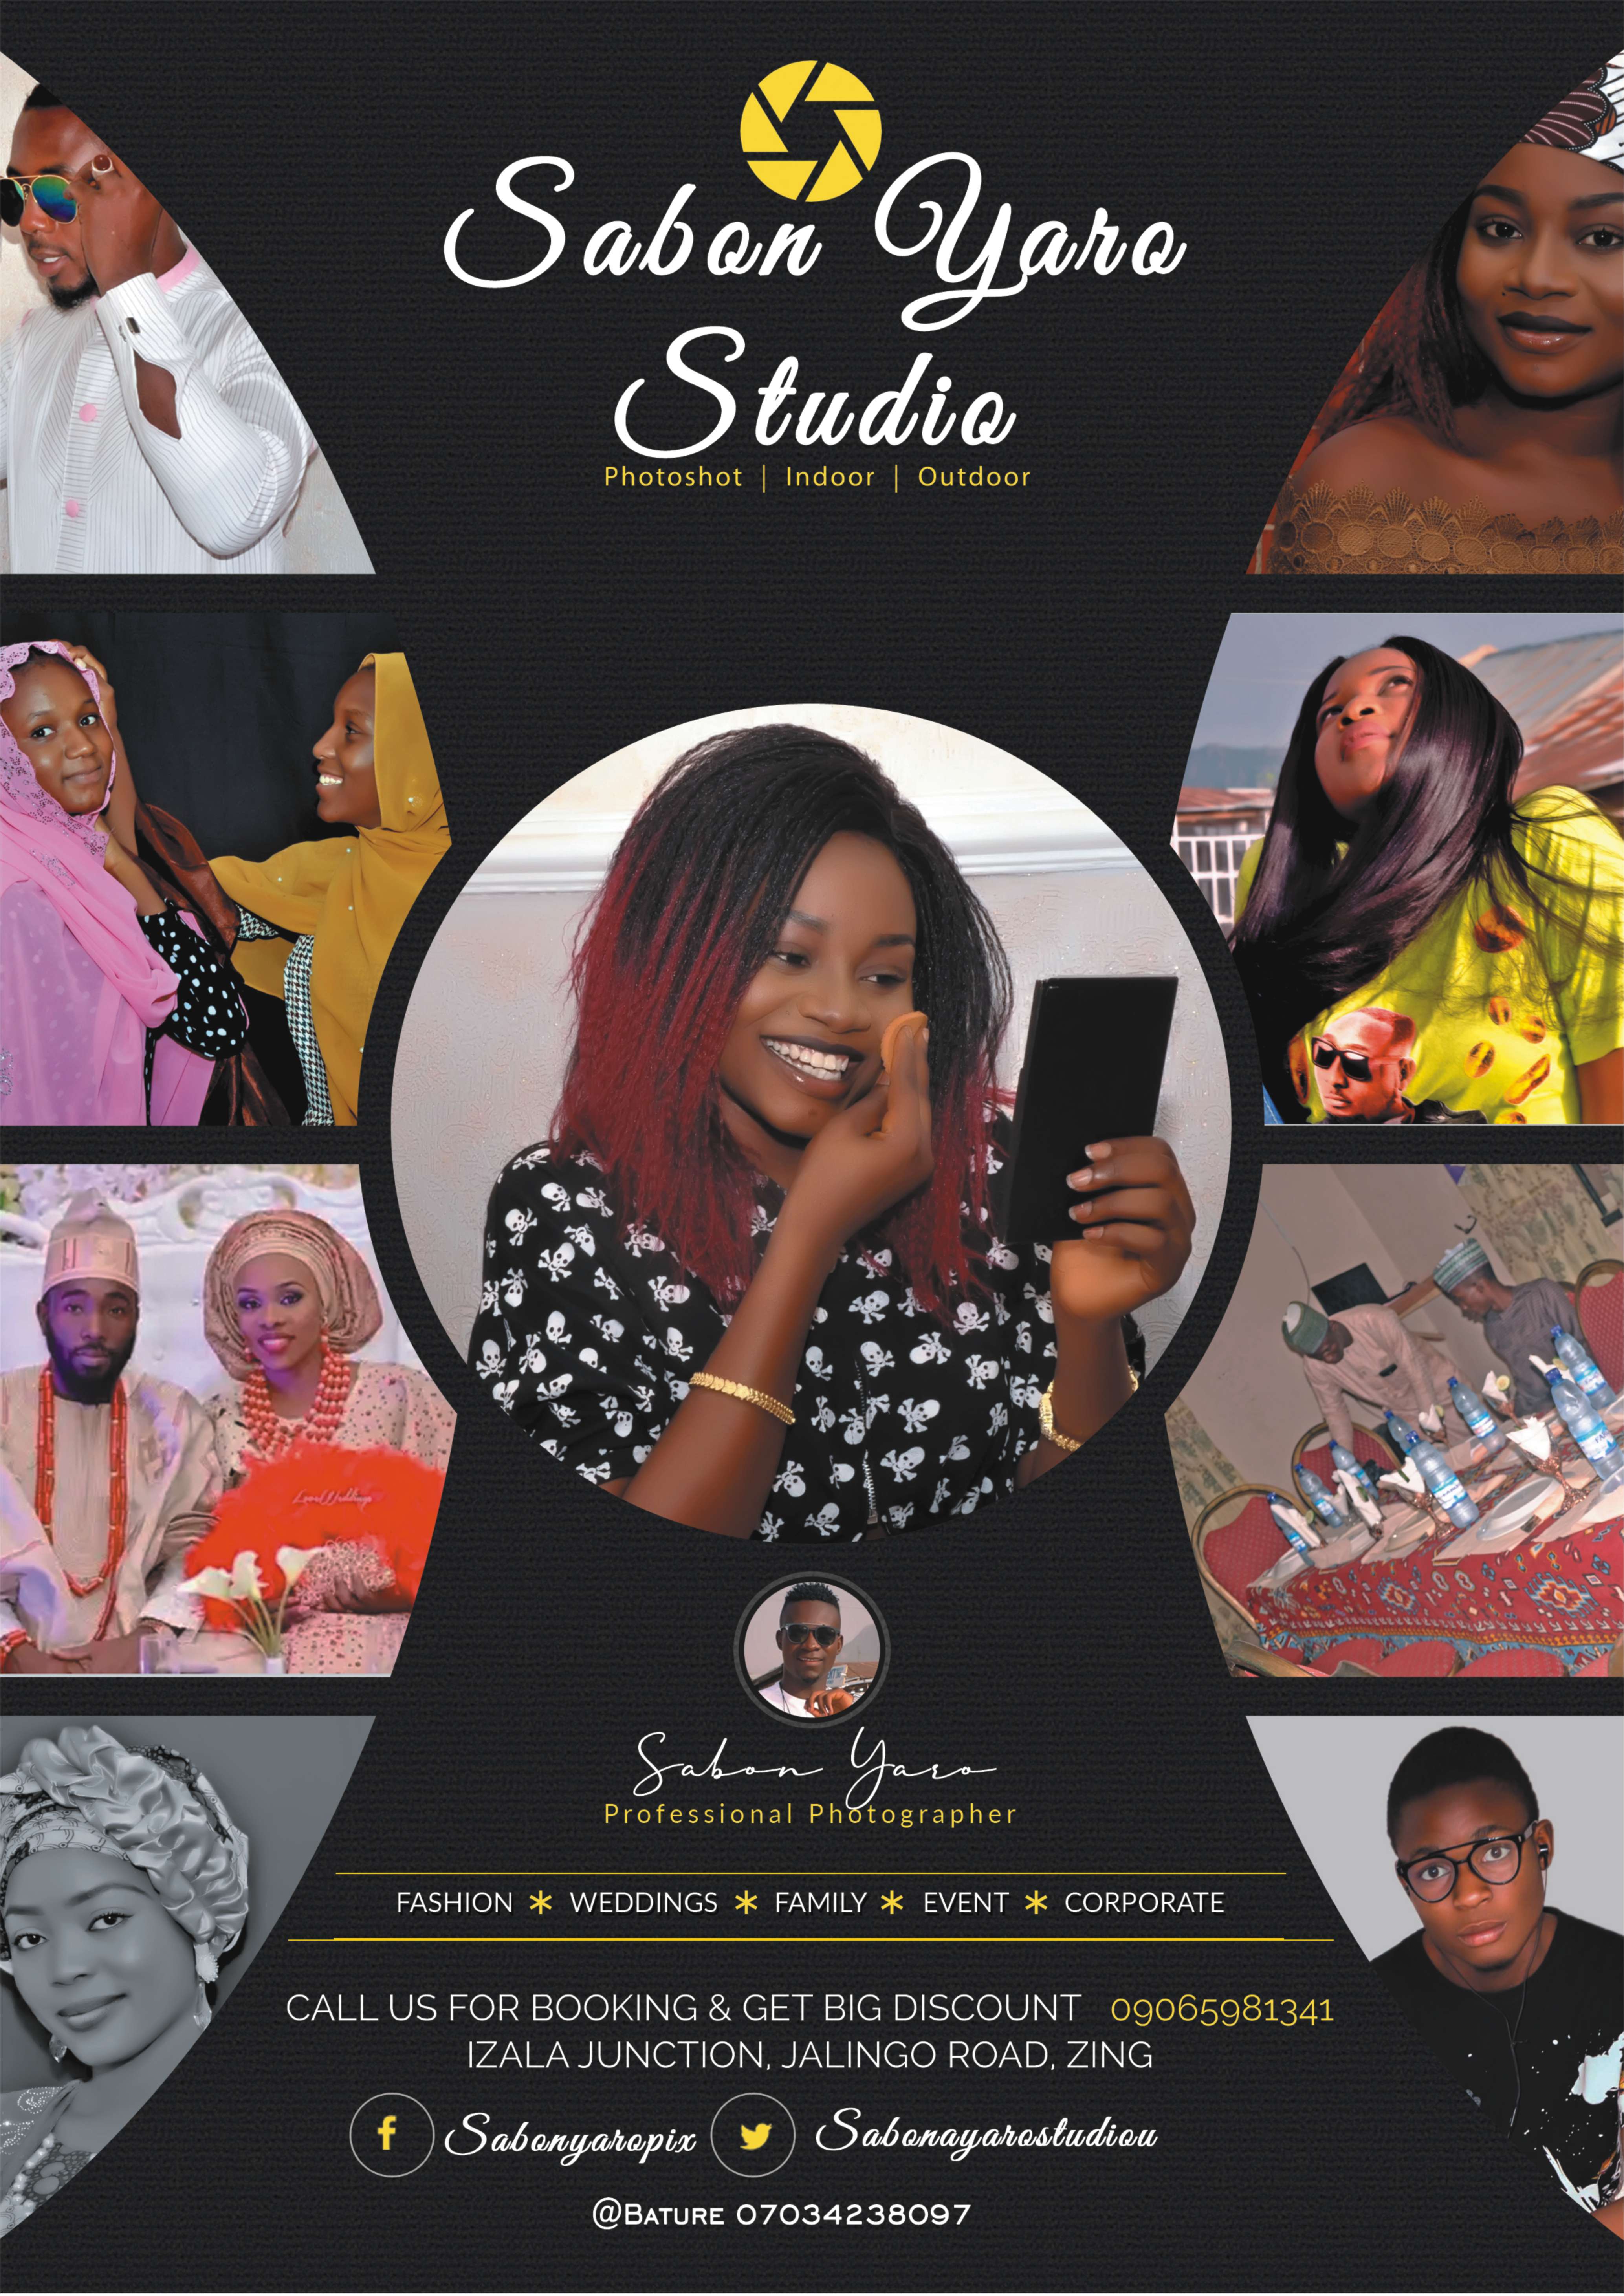 Sabon Yaro
Studio
Photoshot | Indoor | Outdoor
Sabon Yaro
Professional Photographer
FASHION * WEDDINGS * FAMILY * EVENT * CORPORATE
CALL US FOR BOOKING & GET BIG DISCOUNT 09065981341
IZALA JUNCTION, JALINGO ROAD, ZING
f Sabonyaropix Sabonayarostudiou
@BATURE 07034238097